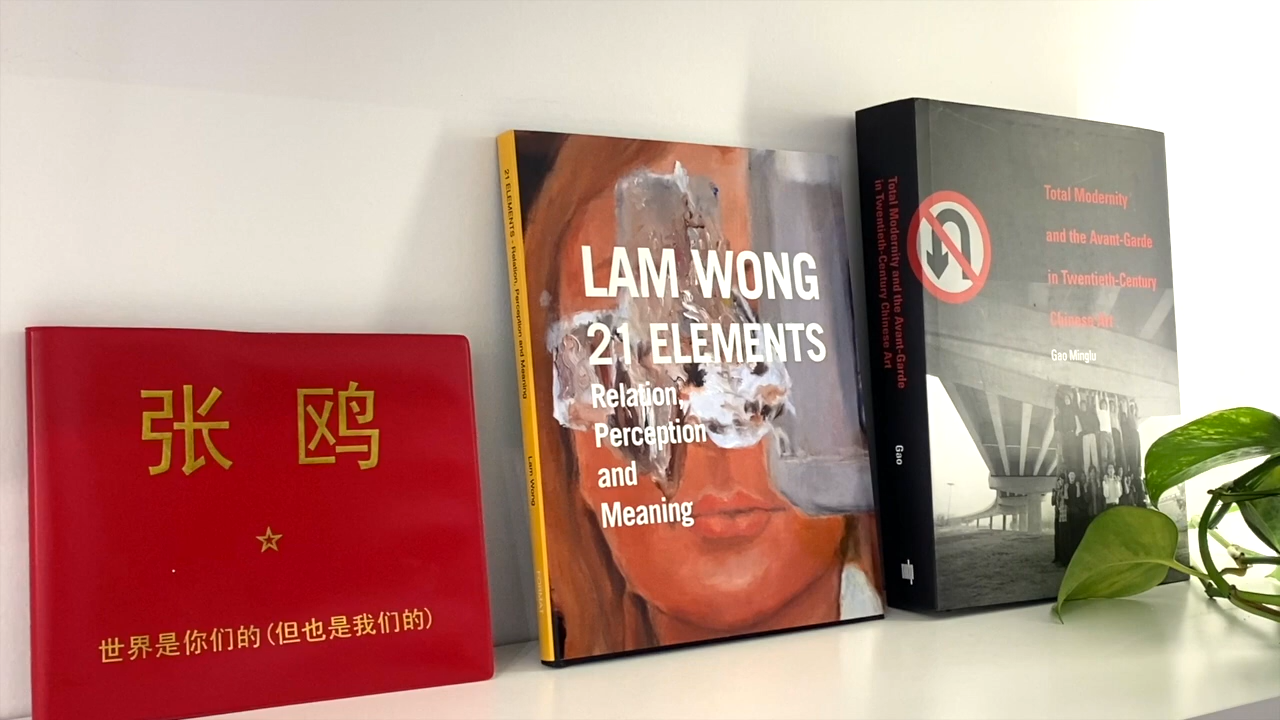 张 鸥
世界是你们的(但也是我们的)
21 ELEMENTS - Relation, Perception and Meaning
Lam Wong
LAM WONG
21 ELEMENTS
Relation,
Perception
and
Meaning
Total Modernity and the Avant-Garde
in Twentieth-Century Chinese Art
Gao
Total Modernity
and the Avant-Garde
in Twentieth-Century
Chinese Art
Gao Minglu